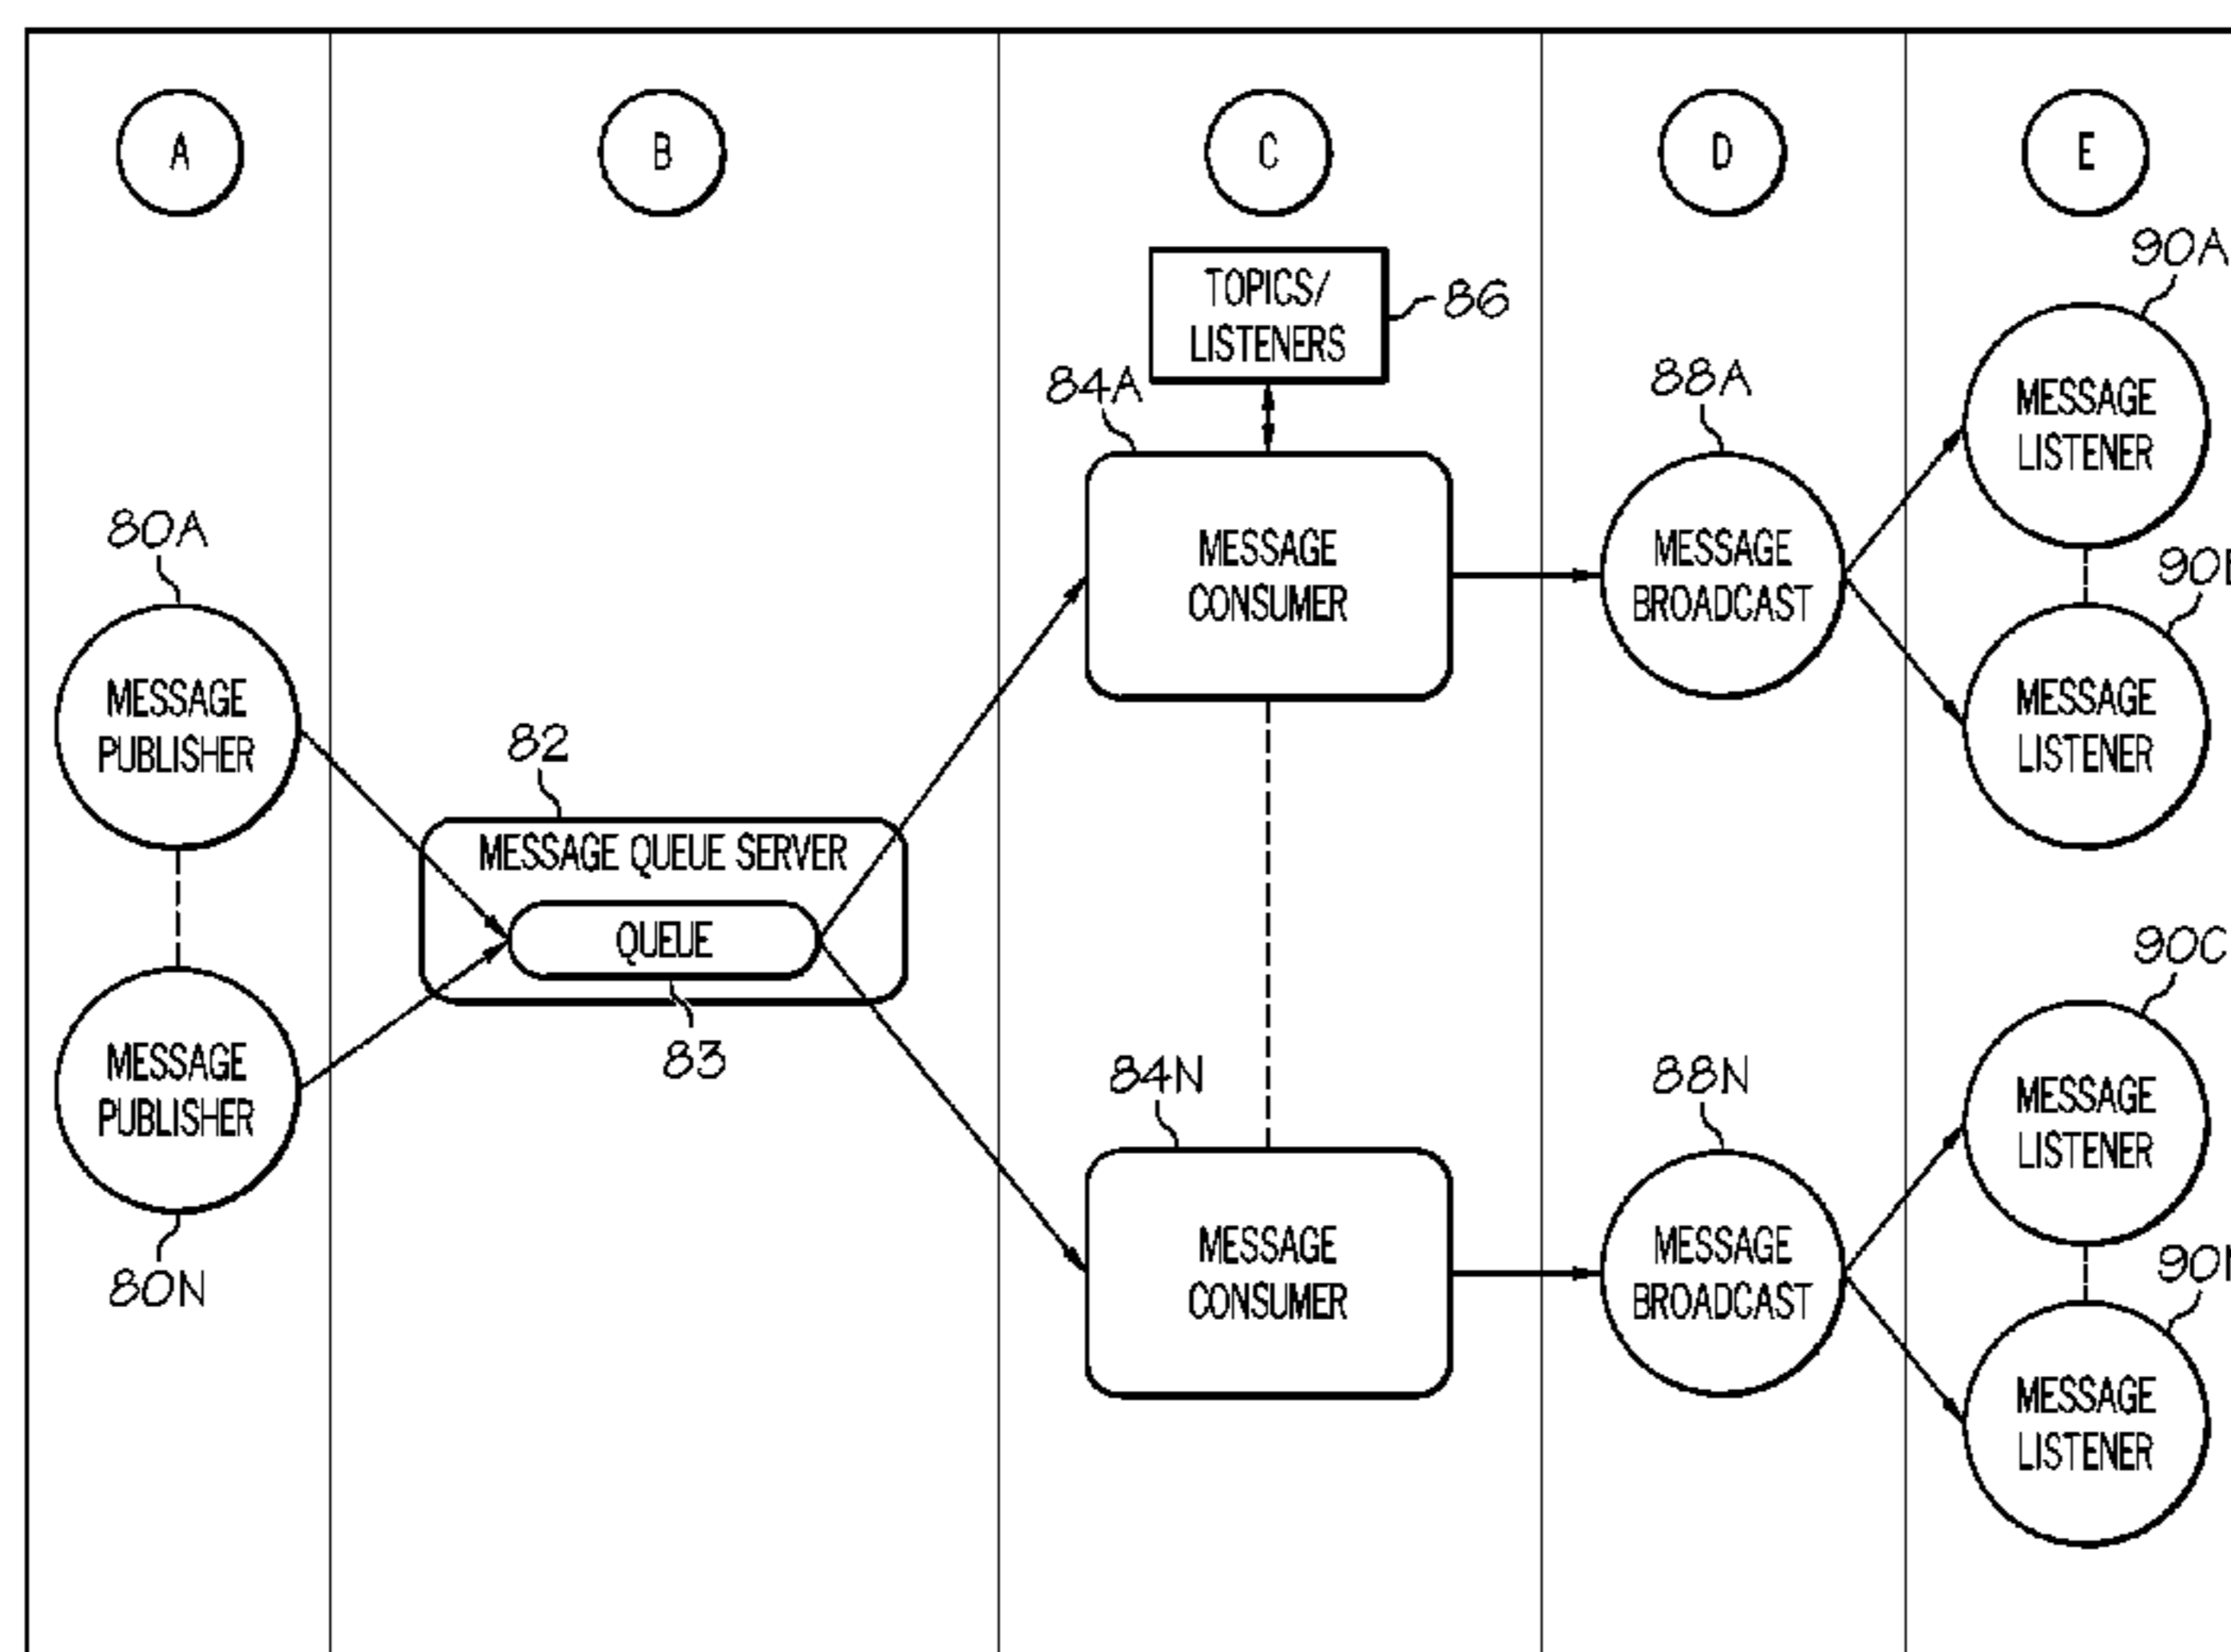 A
B
C
D
E
90A
TOPICS/
LISTENERS
86
84A
88A
MESSAGE
LISTENER
80A
MESSAGE
CONSUMER
MESSAGE
BROADCAST
MESSAGE
PUBLISHER
82
MESSAGE
LISTENER
MESSAGE QUEUE SERVER
QUEUE
83
90C
MESSAGE
PUBLISHER
80N
84N
88N
MESSAGE
LISTENER
MESSAGE
CONSUMER
MESSAGE
BROADCAST
MESSAGE
LISTENER